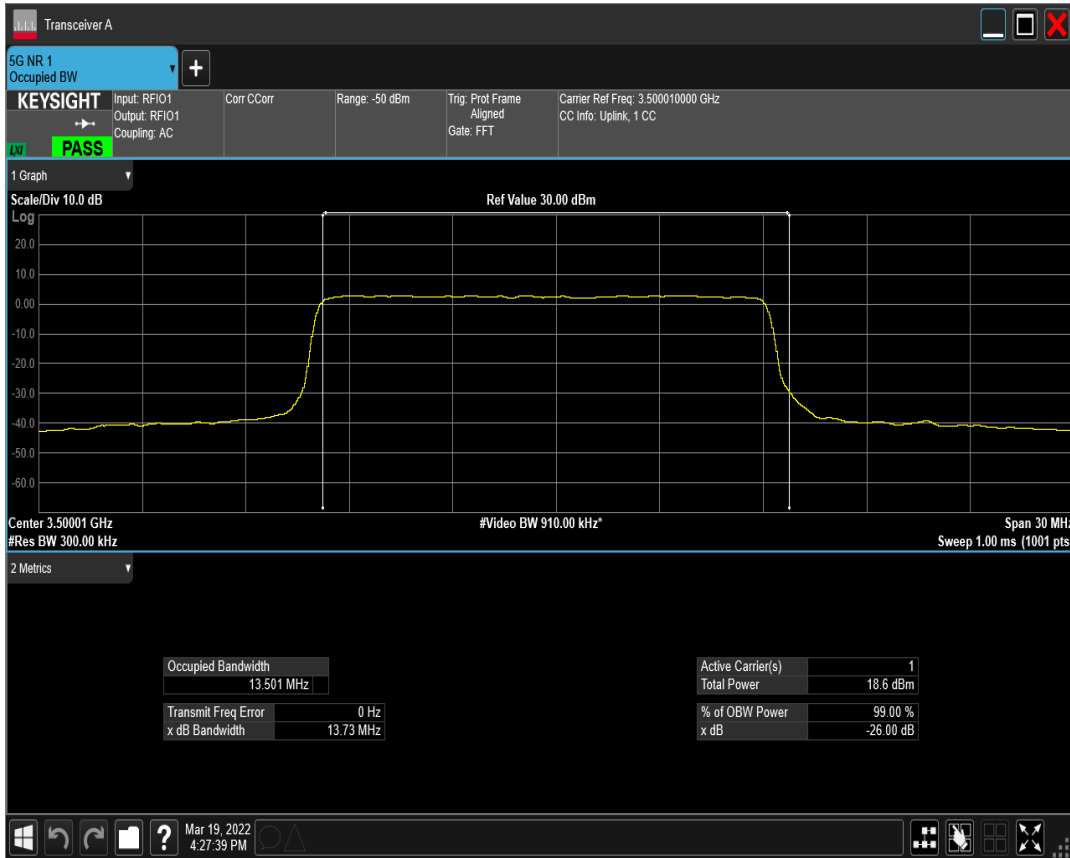 Transceiver A
5G NR 1
Occupied BW
+
KEYSIGHT
LXI
PASS
Input: RFIO1
Output: RFIO1
Coupling: AC
Corr CCorr
Range: -50 dBm
Trig: Prot Frame
Aligned
Gate: FFT
Carrier Ref Freq: 3.500010000 GHz
CC Info: Uplink, 1 CC
1 Graph
Scale/Div 10.0 dB
Ref Value 30.00 dBm
Log
20.0
10.0
0.00
-10.0
-20.0
-30.0
-40.0
-50.0
-60.0
Center 3.50001 GHz
#Video BW 910.00 kHz*
Span 30 MHz
#Res BW 300.00 kHz
Sweep 1.00 ms (1001 pts
2 Metrics
Occupied Bandwidth
13.501 MHz
Transmit Freq Error 0 Hz
x dB Bandwidth 13.73 MHz
Active Carrier(s) 1
Total Power 18.6 dBm
% of OBW Power 99.00 %
x dB -26.00 dB
?
Mar 19, 2022
4:27:39 PM